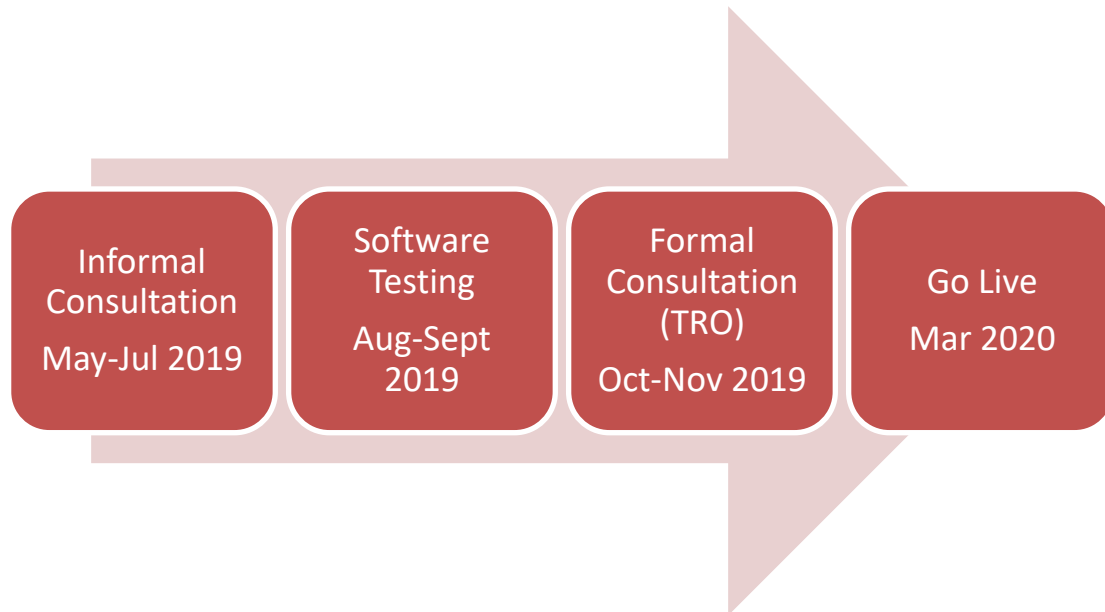 Informal
Consultation
May-Jul 2019
Software
Testing
Aug-Sept
2019
Formal
Consultation
(TRO)
Oct-Nov 2019
Go Live
Mar 2020